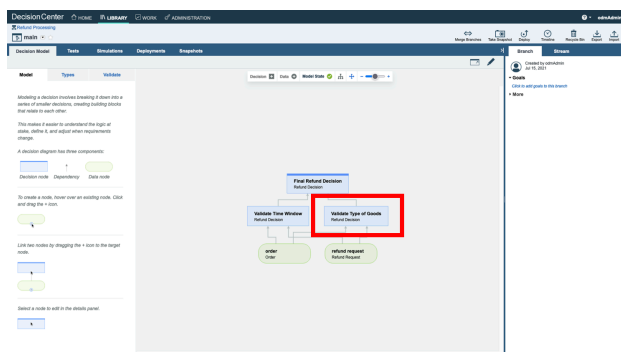 Decision Center HOME LIBRARY WORK ADMINISTRATION odmAdmin
Refund Processing
main
Merge Branches Take Snapshot Deploy Timeline Recycle Bin Export Import
Decision Model Tests Simulations Deployments Snapshots Branch Stream
Model Types Validate
Decision Data Model State
Created by odmAdmin
Jul 15, 2021
Goals
Click to add goals to this branch
More
Modeling a decision involves breaking it down into a
series of smaller decisions, creating building blocks
that relate to each other.
This makes it easier to understand the logic at
stake, define it, and adjust when requirements
change.
A decision diagram has three components:
Decision node Dependency Data node
To create a node, hover over an existing node. Click
and drag the + icon.
Link two nodes by dragging the + icon to the target
node.
Select a node to edit in the details panel.
Final Refund Decision
Refund Decision
Validate Time Window
Refund Decision
Validate Type of Goods
Refund Decision
order
Order
refund request
Refund Request